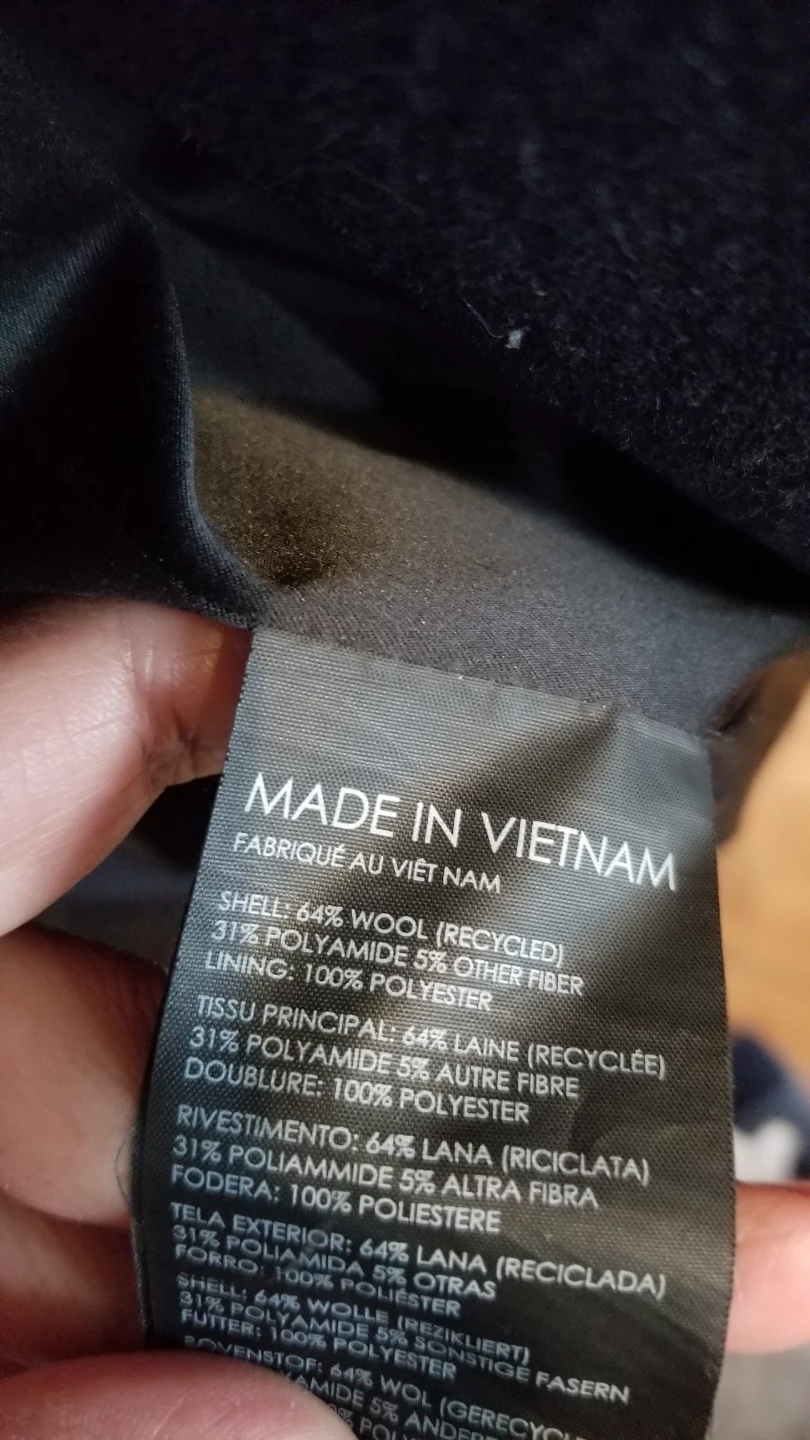 MADE IN VIETNAM
FABRIQUÉ AU VIÊT NAM
SHELL: 64% WOOL (RECYCLED)
31% POLYAMIDE 5% OTHER FIBER
LINING: 100% POLYESTER
TISSU PRINCIPAL: 64% LAINE (RECYCLÉE)
31% POLYAMIDE 5% AUTRE FIBRE
DOUBLURE: 100% POLYESTER
RIVESTIMENTO: 64% LANA (RICICLATA)
31% POLIAMMIDE 5% ALTRA FIBRA
FODERA: 100% POLIESTERE
TELA EXTERIOR: 64% LANA (RECICLADA)
31% POLIAMIDA 5% OTRAS
FORRO: 100% POLIÉSTER
SHELL: 64% WOLLE (REZIKLIERT)
31% POLYAMIDE 5% SONSTIGE FASERN
FUTTER: 100% POLYESTER
BOVENSTOF: 64% WOL
5%